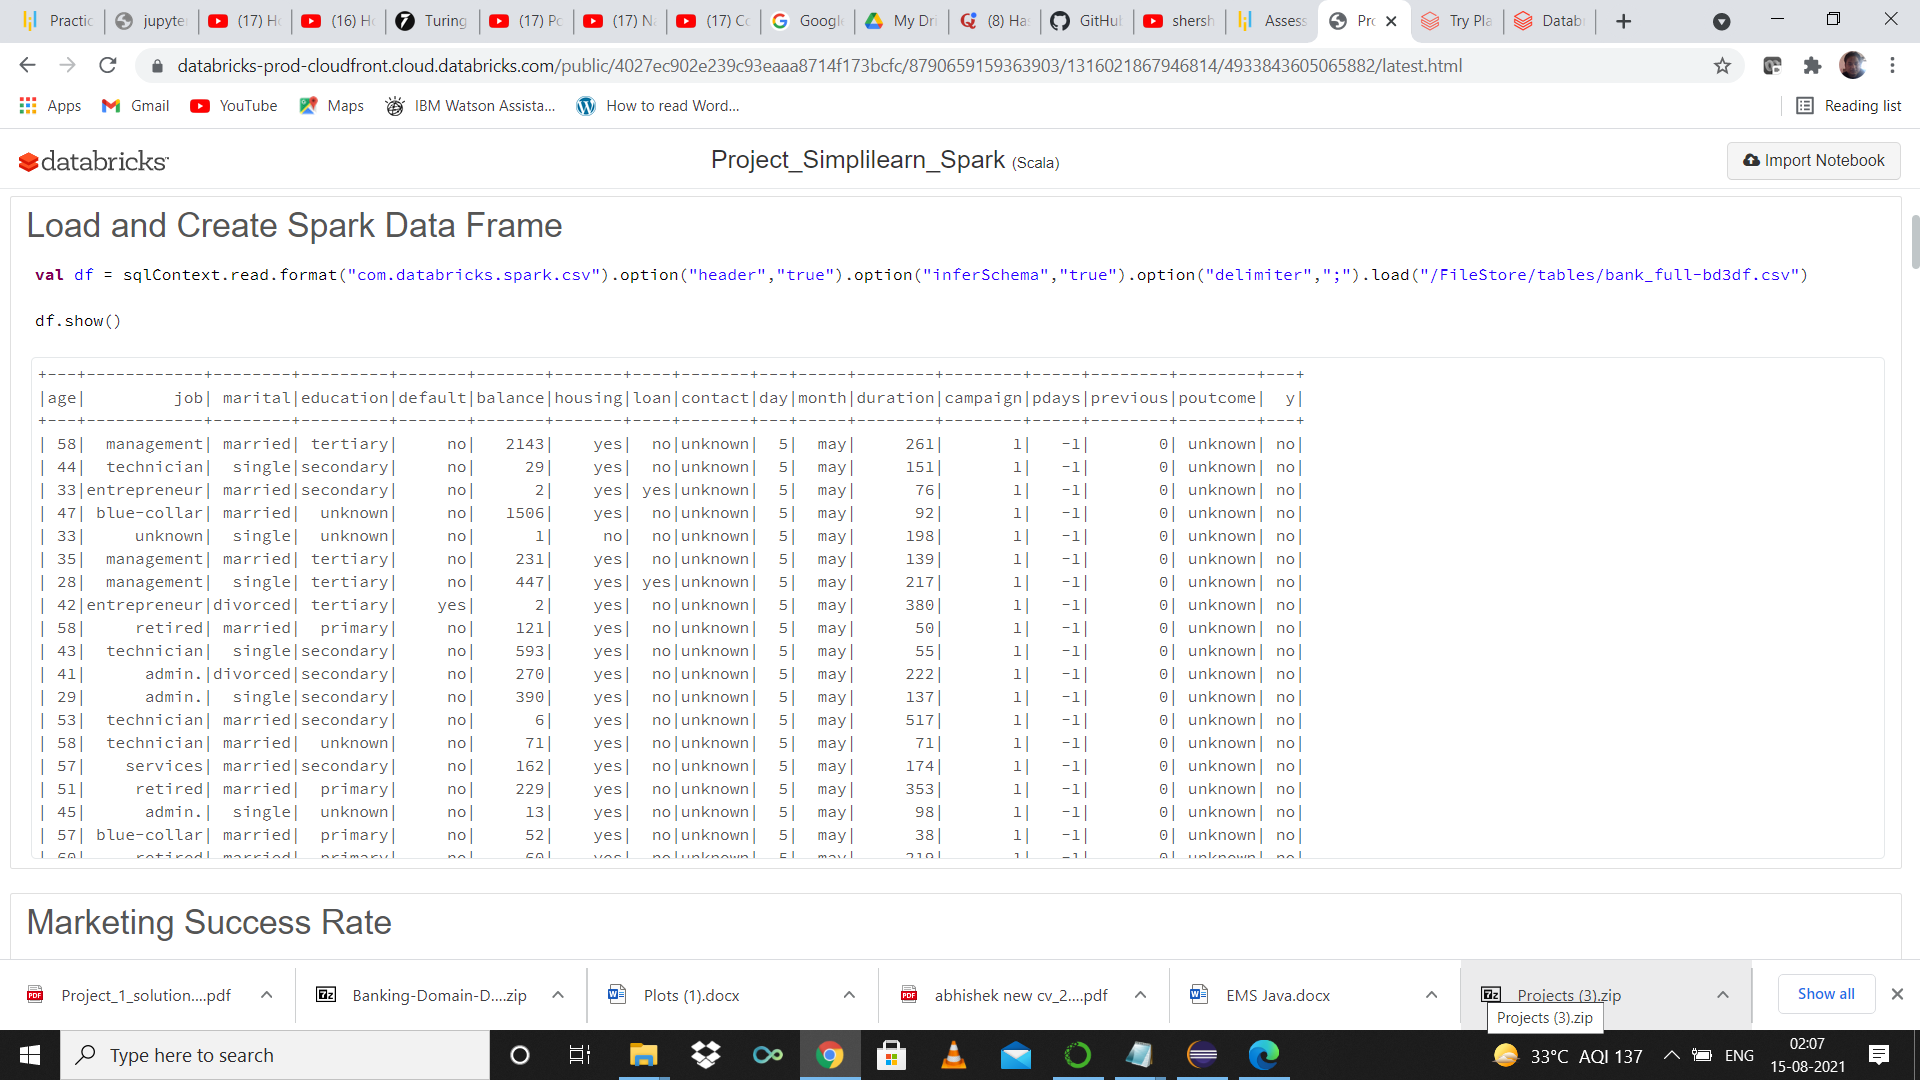 Practic jupyte (17) H (16) H Turing (17) Po (17) N (17) C Google My Dri (8) Ha GitHu shersh Assess Pro Try Pla Datab
databricks-prod-cloudfront.cloud.databricks.com/public/4027ec902e239c93eaaa8714f173bcfc/8790659159363903/1316021867946814/4933843605065882/latest.html
Apps Gmail YouTube Maps IBM Watson Assista... How to read Word... Reading list
databricks Project_Simplilearn_Spark (Scala) Import Notebook
Load and Create Spark Data Frame
val df = sqlContext.read.format("com.databricks.spark.csv").option("header","true").option("inferSchema","true").option("delimiter",";").load("/FileStore/tables/bank_full-bd3df.csv")
df.show()
+---+------------+--------+---------+-------+-------+-------+----+-------+---+-----+--------+--------+-----+--------+--------+---+
|age|         job| marital|education|default|balance|housing|loan|contact|day|month|duration|campaign|pdays|previous|poutcome|  y|
+---+------------+--------+---------+-------+-------+-------+----+-------+---+-----+--------+--------+-----+--------+--------+---+
| 58|  management| married| tertiary|     no|   2143|    yes|  no|unknown|  5|  may|     261|       1|   -1|       0| unknown| no|
| 44|  technician|  single|secondary|     no|     29|    yes|  no|unknown|  5|  may|     151|       1|   -1|       0| unknown| no|
| 33|entrepreneur| married|secondary|     no|      2|    yes| yes|unknown|  5|  may|      76|       1|   -1|       0| unknown| no|
| 47| blue-collar| married|  unknown|     no|   1506|    yes|  no|unknown|  5|  may|      92|       1|   -1|       0| unknown| no|
| 33|     unknown|  single|  unknown|     no|      1|     no|  no|unknown|  5|  may|     198|       1|   -1|       0| unknown| no|
| 35|  management| married| tertiary|     no|    231|    yes|  no|unknown|  5|  may|     139|       1|   -1|       0| unknown| no|
| 28|  management|  single| tertiary|     no|    447|    yes| yes|unknown|  5|  may|     217|       1|   -1|       0| unknown| no|
| 42|entrepreneur|divorced| tertiary|    yes|      2|    yes|  no|unknown|  5|  may|     380|       1|   -1|       0| unknown| no|
| 58|     retired| married|  primary|     no|    121|    yes|  no|unknown|  5|  may|      50|       1|   -1|       0| unknown| no|
| 43|  technician|  single|secondary|     no|    593|    yes|  no|unknown|  5|  may|      55|       1|   -1|       0| unknown| no|
| 41|      admin.|divorced|secondary|     no|    270|    yes|  no|unknown|  5|  may|     222|       1|   -1|       0| unknown| no|
| 29|      admin.|  single|secondary|     no|    390|    yes|  no|unknown|  5|  may|     137|       1|   -1|       0| unknown| no|
| 53|  technician| married|secondary|     no|      6|    yes|  no|unknown|  5|  may|     517|       1|   -1|       0| unknown| no|
| 58|  technician| married|  unknown|     no|     71|    yes|  no|unknown|  5|  may|      71|       1|   -1|       0| unknown| no|
| 57|    services| married|secondary|     no|    162|    yes|  no|unknown|  5|  may|     174|       1|   -1|       0| unknown| no|
| 51|     retired| married|  primary|     no|    229|    yes|  no|unknown|  5|  may|     353|       1|   -1|       0| unknown| no|
| 45|      admin.|  single|  unknown|     no|     13|    yes|  no|unknown|  5|  may|      98|       1|   -1|       0| unknown| no|
| 57| blue-collar| married|  primary|     no|     52|    yes|  no|unknown|  5|  may|      38|       1|   -1|       0| unknown| no|
| 60|     retired| married|  primary|     no|     60|    yes|  no|unknown|  5|  may|     219|       1|   -1|       0| unknown| no|
Marketing Success Rate
Project_1_solution....pdf Banking-Domain-D....zip Plots (1).docx abhishek new cv_2....pdf EMS Java.docx Projects (3).zip Show all
Projects (3).zip
Type here to search 33°C AQI 137 ENG 02:07
15-08-2021